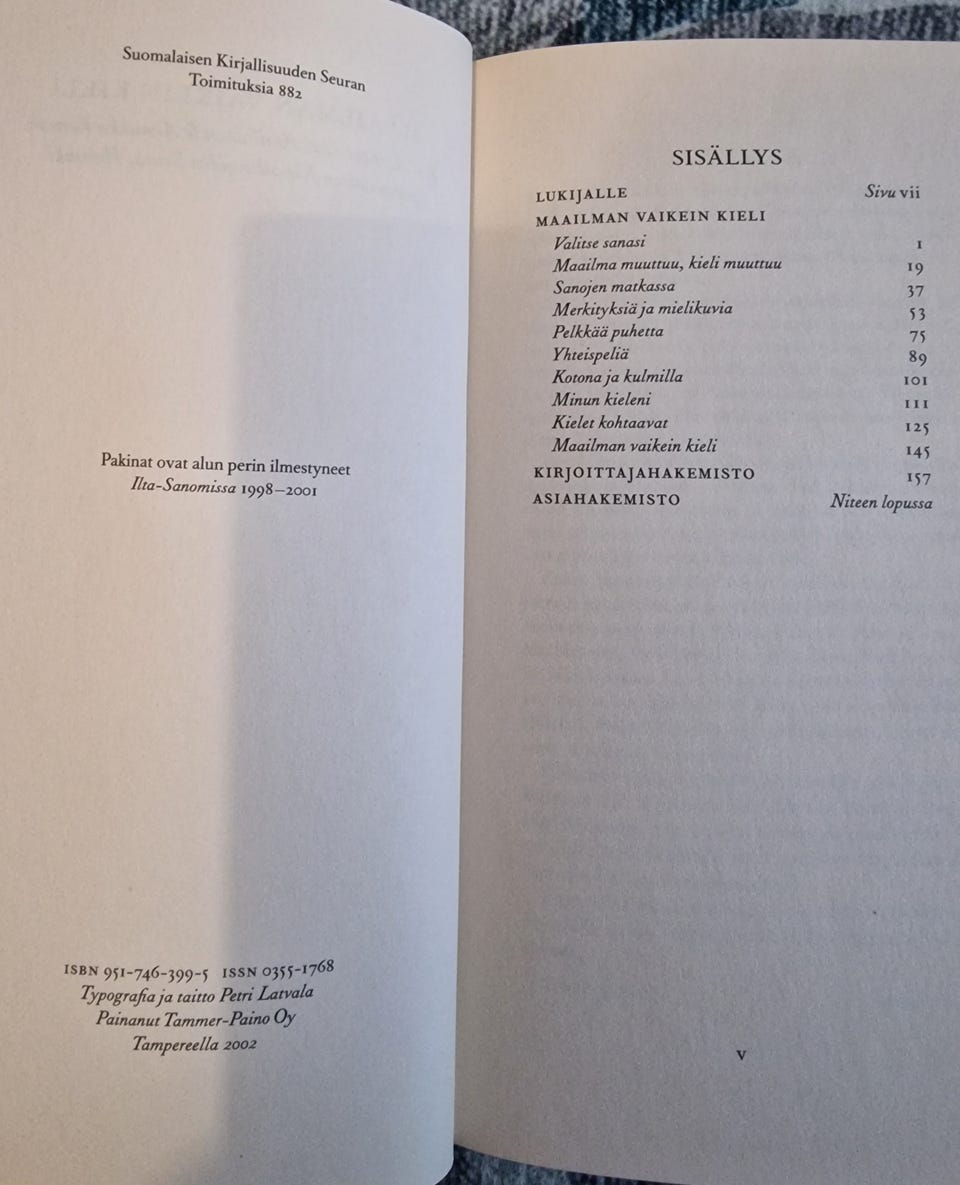 Suomalaisen Kirjallisuuden Seuran
Toimituksia 882
Pakinat ovat alun perin ilmestyneet
Ilta-Sanomissa 1998–2001
ISBN 951-746-399-5 ISSN 0355-1768
Typografia ja taitto Petri Latvala
Painanut Tammer-Paino Oy
Tampereella 2002
SISÄLLYS
LUKIJALLE Sivu vii
MAAILMAN VAIKEIN KIELI
Valitse sanasi 1
Maailma muuttuu, kieli muuttuu 19
Sanojen matkassa 37
Merkityksiä ja mielikuvia 53
Pelkkää puhetta 75
Yhteispeliä 89
Kotona ja kulmilla 101
Minun kieleni 111
Kielet kohtaavat 125
Maailman vaikein kieli 145
KIRJOITTAJAHAKEMISTO 157
ASIAHAKEMISTO Niteen lopussa
v